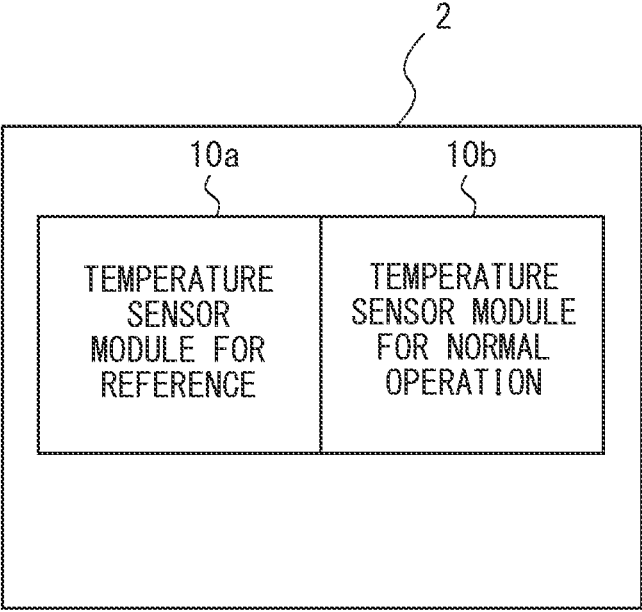 2
10a
10b
TEMPERATURE
SENSOR
MODULE FOR
REFERENCE
TEMPERATURE
SENSOR MODULE
FOR NORMAL
OPERATION